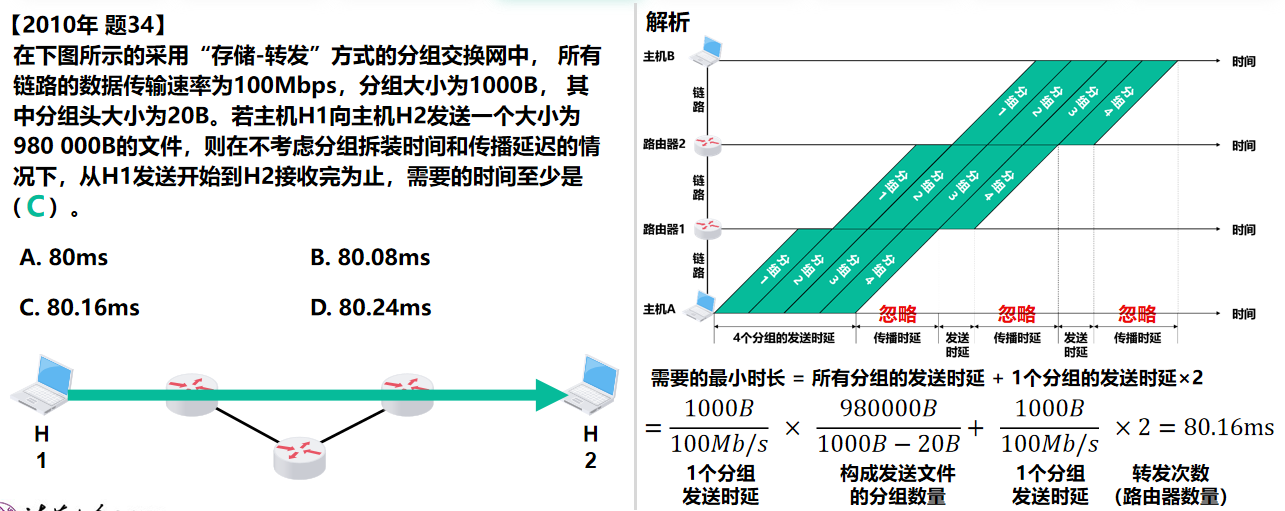 【2010年 题34】
在下图所示的采用“存储-转发”方式的分组交换网中， 所有
链路的数据传输速率为100Mbps，分组大小为1000B， 其
中分组头大小为20B。若主机H1向主机H2发送一个大小为
980 000B的文件，则在不考虑分组拆装时间和传播延迟的情
况下，从H1发送开始到H2接收完为止，需要的时间至少是
( C ) 。
A. 80ms
B. 80.08ms
C. 80.16ms
D. 80.24ms
H
1
H
2
解析
主机B
时间
链
路
分组1
分组2
分组3
分组4
路由器2
时间
链
路
分组1
分组2
分组3
分组4
路由器1
时间
链
路
分组1
分组2
分组3
分组4
主机A
时间
忽略
忽略
忽略
4个分组的发送时延
传播时延
发送
时延
传播时延
发送
时延
传播时延
需要的最小时长 = 所有分组的发送时延 + 1个分组的发送时延×2
= 1000B/100Mb/s × 980000B/1000B − 20B + 1000B/100Mb/s × 2 = 80.16ms
1个分组
发送时延
构成发送文件
的分组数量
1个分组
发送时延
转发次数
（路由器数量）